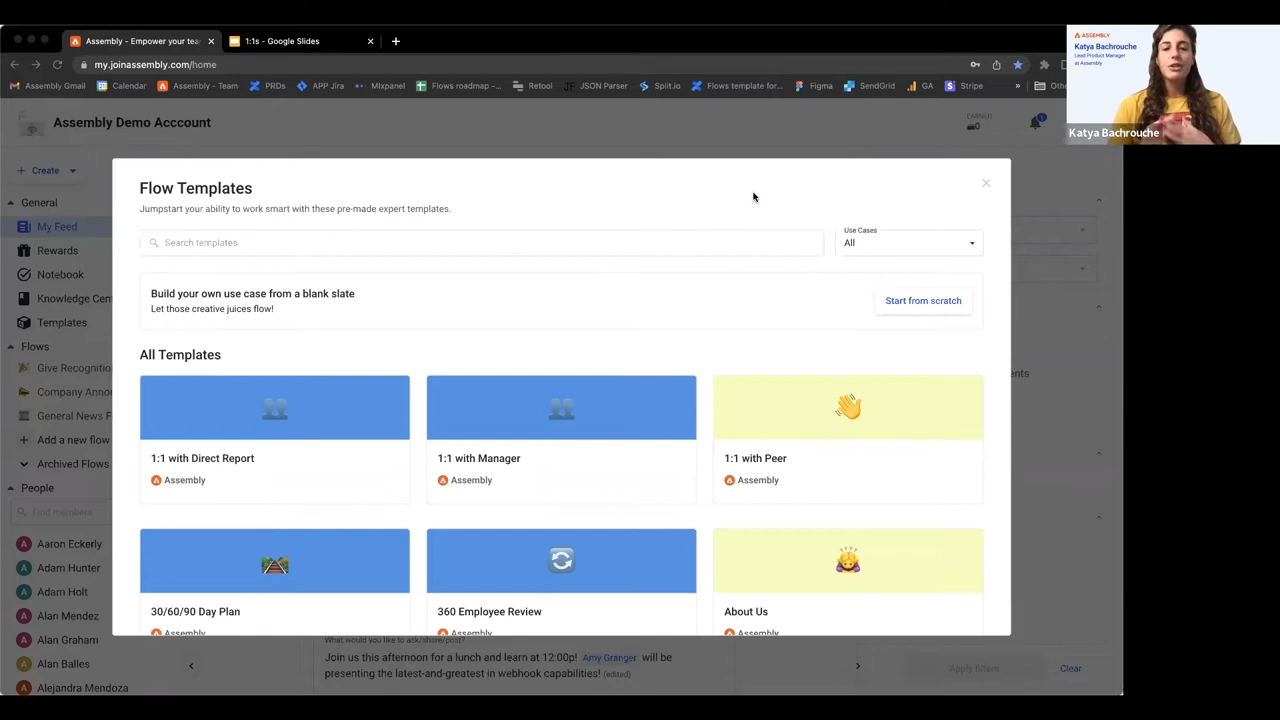 Assembly - Empower your tea
1:1s - Google Slides
my.joinassembly.com/home
Assembly Gmail
Calendar
Assembly - Team
PRDs
APP Jira
MIxpanel
Flows roadmap -...
Retool
JSON Parser
Split.io
Flows template for...
Figma
SendGrid
GA
Stripe
»
Othe
ASSEMBLY
Katya Bachrouche
Lead Product Manager
at Assembly
Katya Bachrouche
Assembly Demo Acccount
EARNED
0
1
Create
General
My Feed
Rewards
Notebook
Knowledge Cen
Templates
Flows
Give Recognition
Company Anno
General News F
Add a new flow
Archived Flows
People
Find members
Aaron Eckerly
Adam Hunter
Adam Holt
Alan Mendez
Alan Graham
Alan Balles
Alejandra Mendoza
Flow Templates
Jumpstart your ability to work smart with these pre-made expert templates.
Search templates
Use Cases
All
Build your own use case from a blank slate
Let those creative juices flow!
Start from scratch
All Templates
1:1 with Direct Report
Assembly
1:1 with Manager
Assembly
1:1 with Peer
Assembly
30/60/90 Day Plan
Assembly
360 Employee Review
Assembly
About Us
Assembly
ents
What would you like to ask/share/post?
Join us this afternoon for a lunch and learn at 12:00p! Amy Granger will be
presenting the latest-and-greatest in webhook capabilities! (edited)
Apply filters
Clear